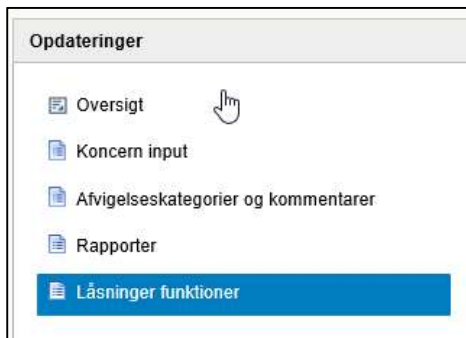 Opdateringer
Oversigt
Koncern input
Afvigelseskategorier og kommentarer
Rapporter
Låsninger funktioner